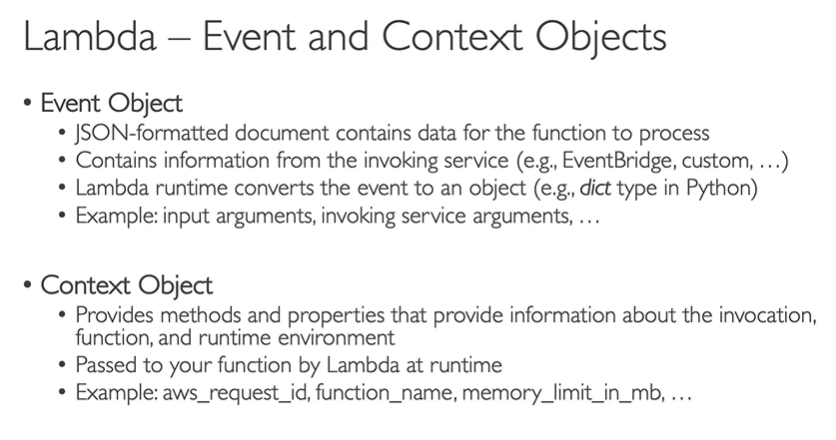 Lambda – Event and Context Objects
• Event Object
• JSON-formatted document contains data for the function to process
• Contains information from the invoking service (e.g., EventBridge, custom, …)
• Lambda runtime converts the event to an object (e.g., dict type in Python)
• Example: input arguments, invoking service arguments, …
• Context Object
• Provides methods and properties that provide information about the invocation,
function, and runtime environment
• Passed to your function by Lambda at runtime
• Example: aws_request_id, function_name, memory_limit_in_mb, …